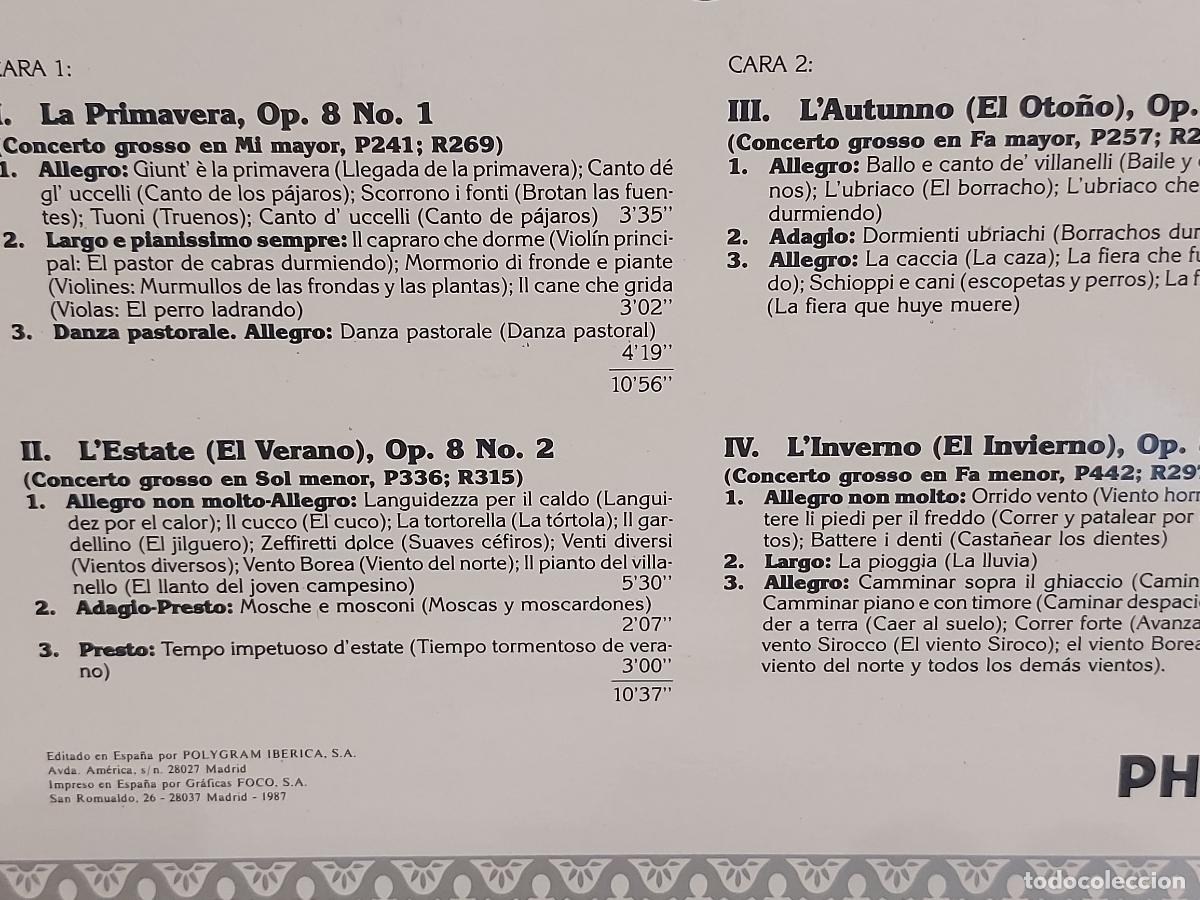 CARA 1:
I. La Primavera, Op. 8 No. 1
(Concerto grosso en Mi mayor, P241; R269)
1. Allegro: Giunt' è la primavera (Llegada de la primavera); Canto dé
gl' uccelli (Canto de los pájaros); Scorrono i fonti (Brotan las fuen-
tes); Tuoni (Truenos); Canto d' uccelli (Canto de pájaros) 3'35"
2. Largo e pianissimo sempre: Il capraro che dorme (Violín princi-
pal: El pastor de cabras durmiendo); Mormorio di fronde e piante
(Violines: Murmullos de las frondas y las plantas); Il cane che grida
(Violas: El perro ladrando) 3'02"
3. Danza pastorale. Allegro: Danza pastorale (Danza pastoral)
4'19"
10'56"
II. L'Estate (El Verano), Op. 8 No. 2
(Concerto grosso en Sol menor, P336; R315)
1. Allegro non molto-Allegro: Languidezza per il caldo (Langui-
dez por el calor); Il cucco (El cuco); La tortorella (La tórtola); Il gar-
dellino (El jilguero); Zeffiretti dolce (Suaves céfiros); Venti diversi
(Vientos diversos); Vento Borea (Viento del norte); Il pianto del villa-
nello (El llanto del joven campesino) 5'30"
2. Adagio-Presto: Mosche e mosconi (Moscas y moscardones)
2'07"
3. Presto: Tempo impetuoso d'estate (Tiempo tormentoso de vera-
no) 3'00"
10'37"
Editado en España por POLYGRAM IBERICA, S.A.
Avda. América, s/n. 28027 Madrid
Impreso en España por Gráficas FOCO, S.A.
San Romualdo, 26 - 28037 Madrid - 1987
CARA 2:
III. L'Autunno (El Otoño), Op.
(Concerto grosso en Fa mayor, P257; R2
1. Allegro: Ballo e canto de' villanelli (Baile y
nos); L'ubriaco (El borracho); L'ubriaco che
durmiendo)
2. Adagio: Dormienti ubriachi (Borrachos dur
3. Allegro: La caccia (La caza); La fiera che fu
do); Schioppi e cani (escopetas y perros); La f
(La fiera que huye muere)
IV. L'Inverno (El Invierno), Op.
(Concerto grosso en Fa menor, P442; R297
1. Allegro non molto: Orrido vento (Viento horr
tere li piedi per il freddo (Correr y patalear por
tos); Battere i denti (Castañear los dientes)
2. Largo: La pioggia (La lluvia)
3. Allegro: Camminar sopra il ghiaccio (Camin
Camminar piano e con timore (Caminar despacio
der a terra (Caer al suelo); Correr forte (Avanza
vento Sirocco (El viento Siroco); el viento Borea
viento del norte y todos los demás vientos).
PH
todocoleccion